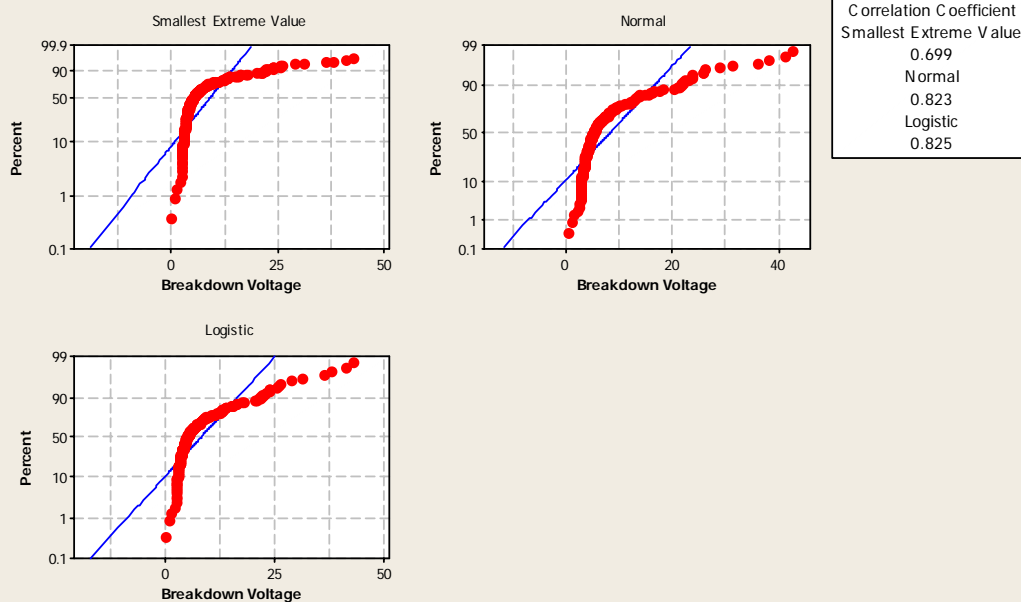 Smallest Extreme Value
99.9
90
50
10
1
0.1
Percent
0
25
50
Breakdown Voltage
Normal
99
90
50
10
1
0.1
Percent
0
20
40
Breakdown Voltage
Correlation Coefficient
Smallest Extreme Value
0.699
Normal
0.823
Logistic
0.825
Logistic
99
90
50
10
1
0.1
Percent
0
25
50
Breakdown Voltage